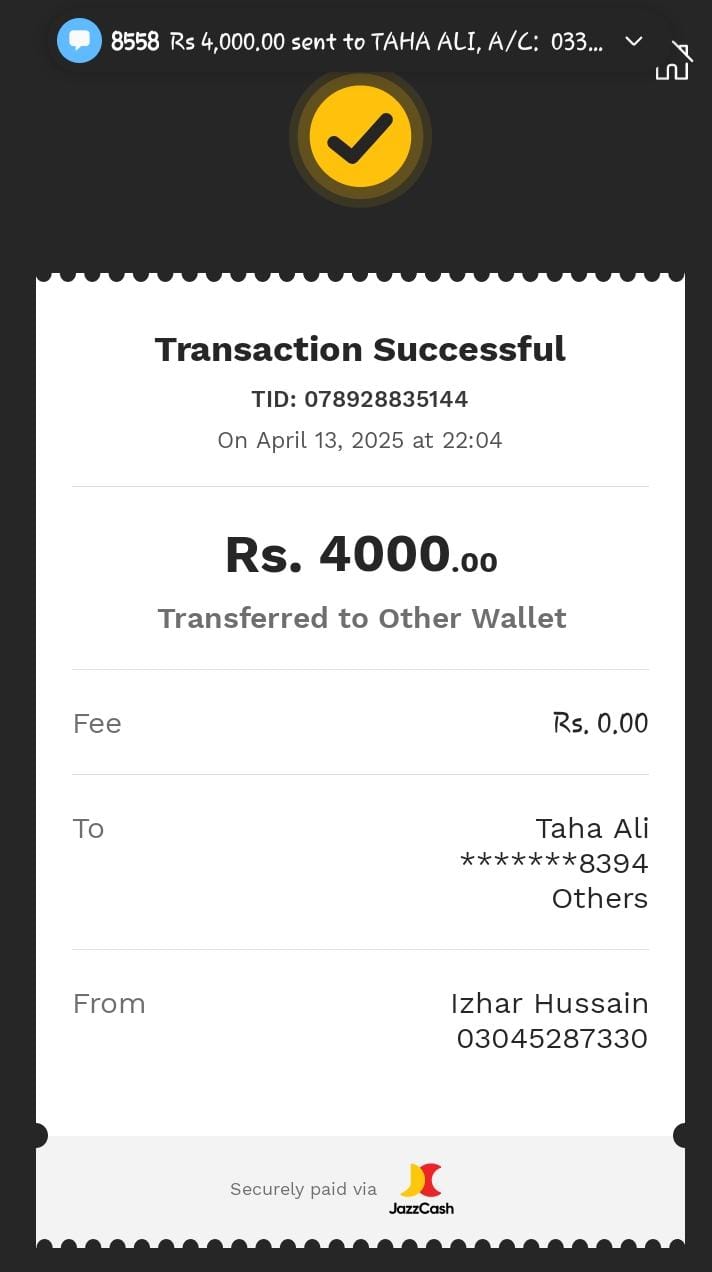 8558 Rs 4,000.00 sent to TAHA ALI, A/C: 033...
Transaction Successful
TID: 078928835144
On April 13, 2025 at 22:04
Rs. 4000.00
Transferred to Other Wallet
Fee Rs. 0.00
To Taha Ali
*******8394
Others
From Izhar Hussain
03045287330
Securely paid via JazzCash